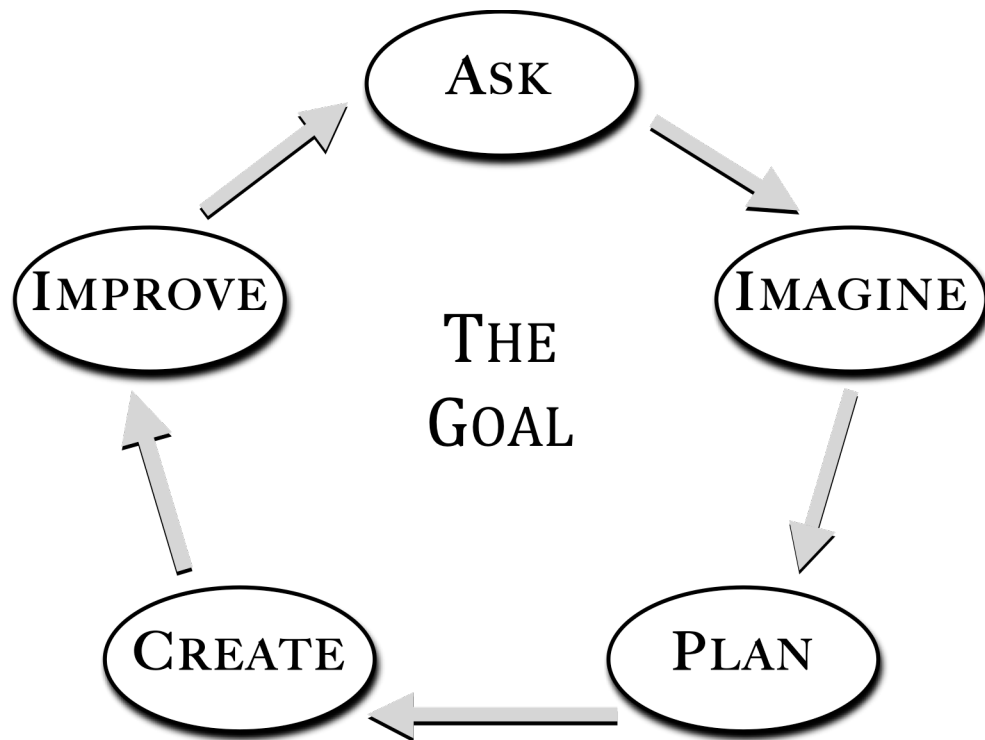 ASK
IMAGINE
PLAN
CREATE
IMPROVE
THE
GOAL